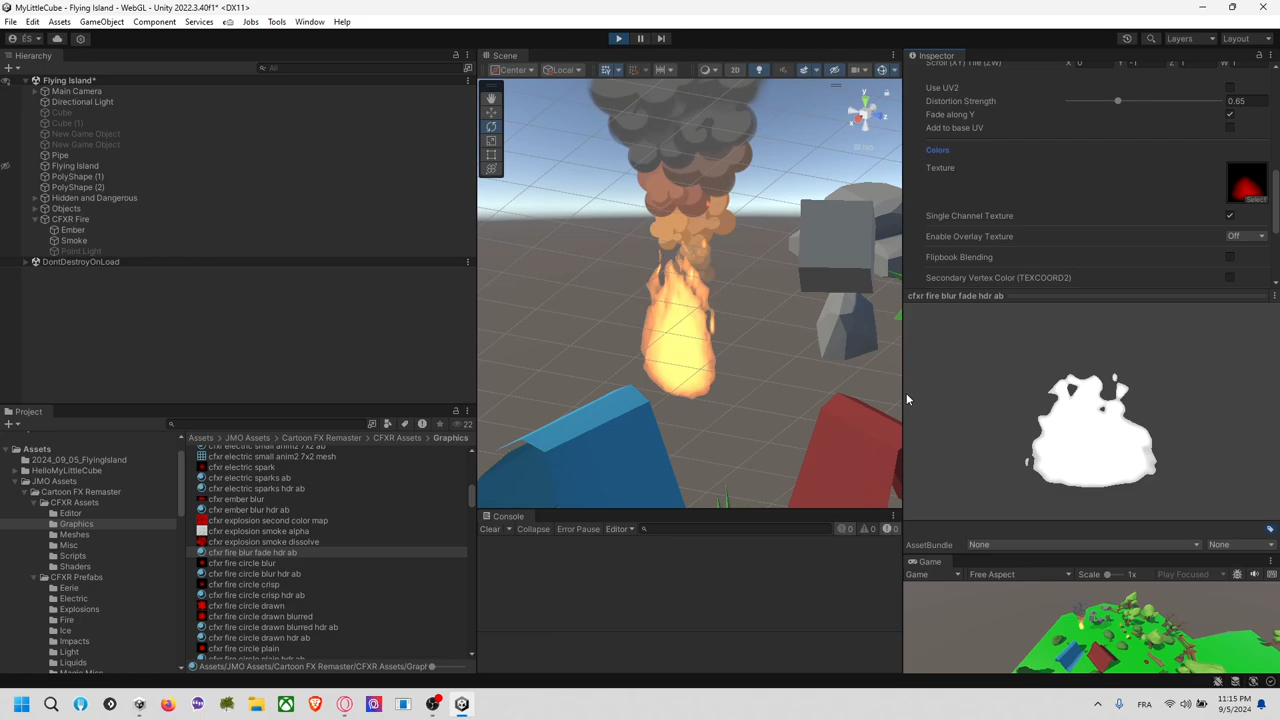 MyLittleCube - Flying Island - WebGL - Unity 2022.3.40f1* <DX11>
File Edit Assets GameObject Component Services Jobs Tools Window Help
ÉS
Layers Layout
Hierarchy
All
Flying Island*
Main Camera
Directional Light
Cube
Cube (1)
New Game Object
New Game Object
Pipe
Flying Island
PolyShape (1)
PolyShape (2)
Hidden and Dangerous
Objects
CFXR Fire
Ember
Smoke
Point Light
DontDestroyOnLoad
Scene
Center Local 2D
y
x
z
Iso
Inspector
Scroll (XY) Tile (ZW) X 0 Y -1 Z 1 W 1
Use UV2
Distortion Strength 0.65
Fade along Y
Add to base UV
Colors
Texture
Select
Single Channel Texture
Enable Overlay Texture Off
Flipbook Blending
Secondary Vertex Color (TEXCOORD2)
cfxr fire blur fade hdr ab
AssetBundle None None
Project
22
Assets
2024_09_05_FlyingIsland
HelloMyLittleCube
JMO Assets
Cartoon FX Remaster
CFXR Assets
Editor
Graphics
Meshes
Misc
Scripts
Shaders
CFXR Prefabs
Eerie
Electric
Explosions
Fire
Ice
Impacts
Light
Liquids
Magic Misc
Assets > JMO Assets > Cartoon FX Remaster > CFXR Assets > Graphics
cfxr electric small anim2 7x2 ab
cfxr electric small anim2 7x2 mesh
cfxr electric spark
cfxr electric sparks ab
cfxr electric sparks hdr ab
cfxr ember blur
cfxr ember blur hdr ab
cfxr explosion second color map
cfxr explosion smoke alpha
cfxr explosion smoke dissolve
cfxr fire blur fade hdr ab
cfxr fire circle blur
cfxr fire circle blur hdr ab
cfxr fire circle crisp
cfxr fire circle crisp hdr ab
cfxr fire circle drawn
cfxr fire circle drawn blurred
cfxr fire circle drawn blurred hdr ab
cfxr fire circle drawn hdr ab
cfxr fire circle plain
cfxr fire circle plain hdr ab
Assets/JMO Assets/Cartoon FX Remaster/CFXR Assets/Graph
Console
Clear Collapse Error Pause Editor 0 0 0
Game
Game Free Aspect Scale 1x Play Focused
FRA 11:15 PM
9/5/2024